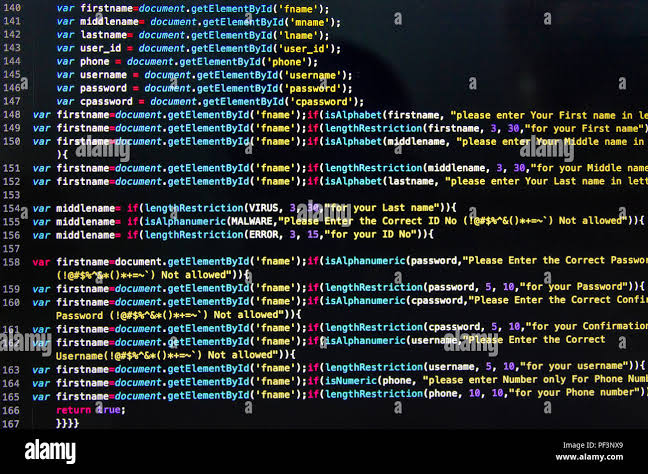 140 var firstname=document.getElementById('fname');
141 var middlename= document.getElementById('mname');
142 var lastname= document.getElementById('lname');
143 var user_id = document.getElementById('user_id');
144 var phone = document.getElementById('phone');
145 var username = document.getElementById('username');
146 var password = document.getElementById('password');
147 var cpassword = document.getElementById('cpassword');
148 var firstname=document.getElementById('fname');if(isAlphabet(firstname, "please enter Your First name in let
149 var firstname=document.getElementById('fname');if(lengthRestriction(firstname, 3, 30,"for your First name")
150 var firstname=document.getElementById('fname');if(isAlphabet(middlename, "please enter Your Middle name in
){
151 var firstname=document.getElementById('fname');if(lengthRestriction(middlename, 3, 30,"for your Middle name
152 var firstname=document.getElementById('fname');if(isAlphabet(lastname, "please enter Your Last name in lett
153
154 var middlename= if(lengthRestriction(VIRUS, 3, 30,"for your Last name")){
155 var middlename= if(isAlphanumeric(MALWARE,"Please Enter the Correct ID No (!@#$%^&()*+=~`) Not allowed")){
156 var middlename= if(lengthRestriction(ERROR, 3, 15,"for your ID No")){
157
158 var firstname=document.getElementById('fname');if(isAlphanumeric(password,"Please Enter the Correct Passwor
(!@#$%^&()*+=~`) Not allowed")){
159 var firstname=document.getElementById('fname');if(lengthRestriction(password, 5, 10,"for your Password")){
160 var firstname=document.getElementById('fname');if(isAlphanumeric(cpassword,"Please Enter the Correct Confir
Password (!@#$%^&*()*+=~`) Not allowed")){
161 var firstname=document.getElementById('fname');if(lengthRestriction(cpassword, 5, 10,"for your Confirmation
162 var firstname=document.getElementById('fname');if(isAlphanumeric(username,"Please Enter the Correct
Username(!@#$%^&*()*+=~`) Not allowed")){
163 var firstname=document.getElementById('fname');if(lengthRestriction(username, 5, 10,"for your username")){
164 var firstname=document.getElementById('fname');if(isNumeric(phone, "please enter Number only For Phone Num
165 var firstname=document.getElementById('fname');if(lengthRestriction(phone, 10, 10,"for your Phone number")
166 return true;
167 }}}}
alamy
Image ID: PF3NX9
www.alamy.com